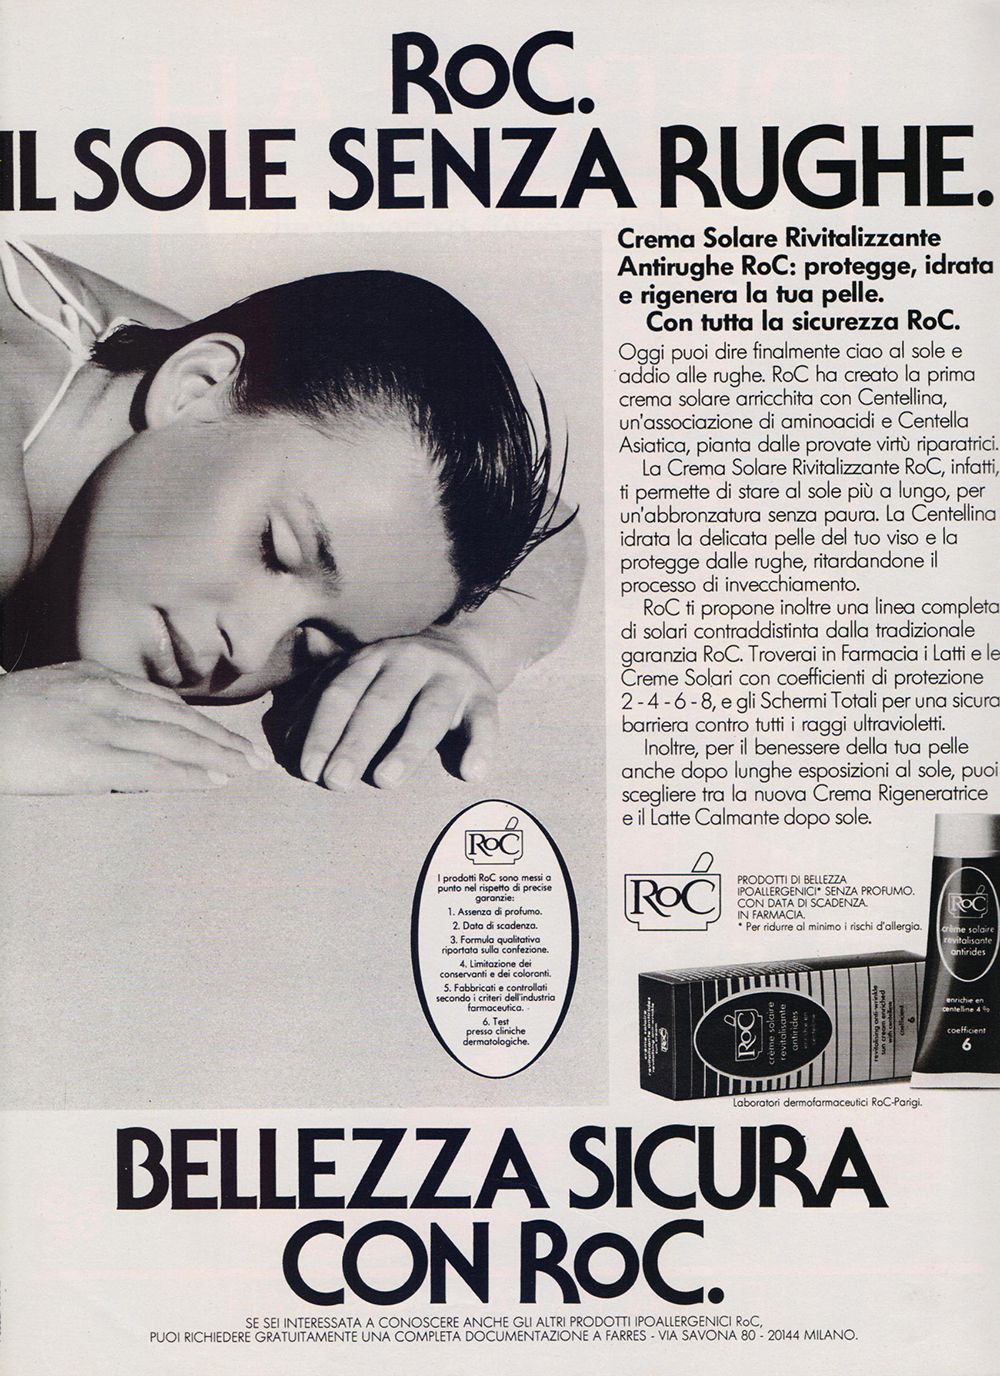 RoC.
IL SOLE SENZA RUGHE.
Crema Solare Rivitalizzante
Antirughe RoC: protegge, idrata
e rigenera la tua pelle.
Con tutta la sicurezza RoC.
Oggi puoi dire finalmente ciao al sole e
addio alle rughe. RoC ha creato la prima
crema solare arricchita con Centellina,
un'associazione di aminoacidi e Centella
Asiatica, pianta dalle provate virtù riparatrici.
La Crema Solare Rivitalizzante RoC, infatti,
ti permette di stare al sole più a lungo, per
un'abbronzatura senza paura. La Centellina
idrata la delicata pelle del tuo viso e la
protegge dalle rughe, ritardandone il
processo di invecchiamento.
RoC ti propone inoltre una linea completa
di solari contraddistinta dalla tradizionale
garanzia RoC. Troverai in Farmacia i Latti e le
Creme Solari con coefficienti di protezione
2 - 4 - 6 - 8, e gli Schermi Totali per una sicura
barriera contro tutti i raggi ultravioletti.
Inoltre, per il benessere della tua pelle
anche dopo lunghe esposizioni al sole, puoi
scegliere tra la nuova Crema Rigeneratrice
e il Latte Calmante dopo sole.
RoC
I prodotti RoC sono messi a
punto nel rispetto di precise
garanzie:
1. Assenza di profumo.
2. Data di scadenza.
3. Formula qualitativa
riportata sulla confezione.
4. Limitazione dei
conservanti e dei coloranti.
5. Fabbricati e controllati
secondo i criteri dell'industria
farmaceutica.
6. Test
presso cliniche
dermatologiche.
RoC
PRODOTTI DI BELLEZZA
IPOALLERGENICI* SENZA PROFUMO.
CON DATA DI SCADENZA.
IN FARMACIA.
* Per ridurre al minimo i rischi d'allergia.
RoC
crème solaire
revitalisante
antirides
enrichie en
centelline
revitalizing anti-wrinkle
sun cream enriched
with centelline
coefficient
6
RoC
crème solaire
revitalisante
antirides
enrichie en
centelline 4 %
coefficient
6
Laboratori dermofarmaceutici RoC-Parigi.
BELLEZZA SICURA
CON RoC.
SE SEI INTERESSATA A CONOSCERE ANCHE GLI ALTRI PRODOTTI IPOALLERGENICI RoC,
PUOI RICHIEDERE GRATUITAMENTE UNA COMPLETA DOCUMENTAZIONE A FARRES - VIA SAVONA 80 - 20144 MILANO.